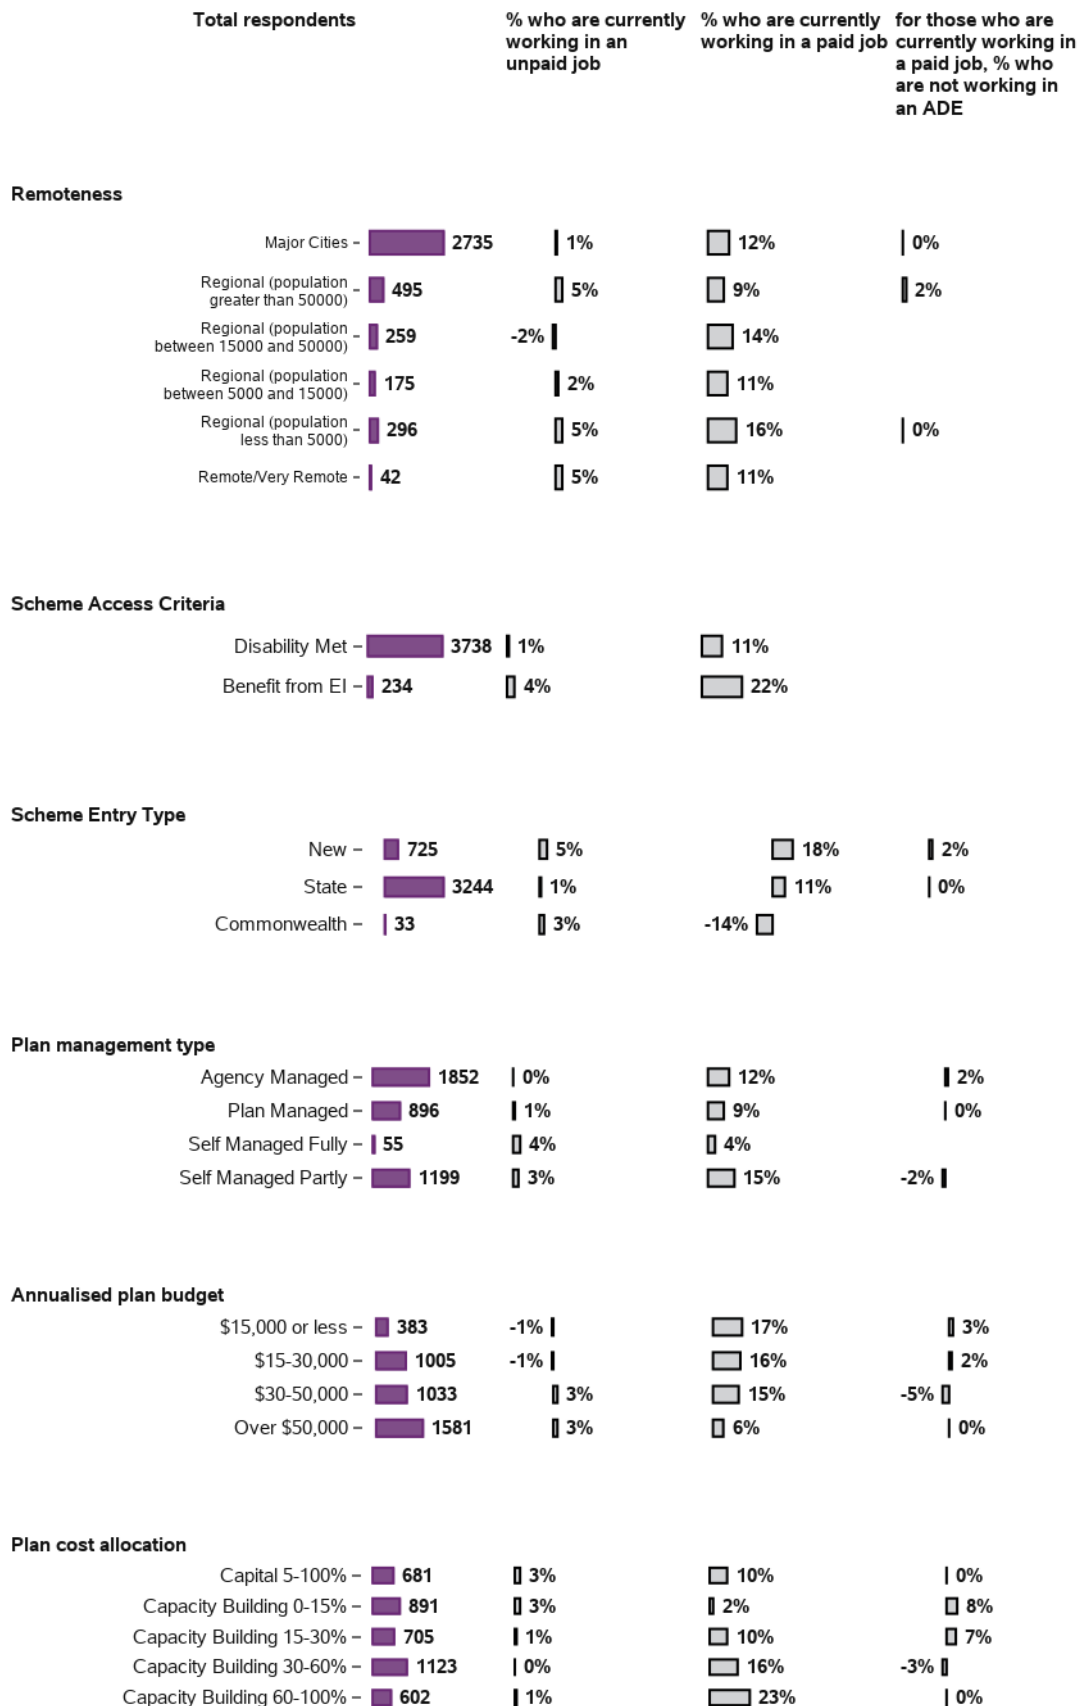 Total respondents
% who are currently working in an unpaid job
% who are currently working in a paid job
for those who are currently working in a paid job, % who are not working in an ADE
Remoteness
Major Cities 2735 1% 12% 0%
Regional (population greater than 50000) 495 5% 9% 2%
Regional (population between 15000 and 50000) 259 -2% 14%
Regional (population between 5000 and 15000) 175 2% 11%
Regional (population less than 5000) 296 5% 16% 0%
Remote/Very Remote 42 5% 11%
Scheme Access Criteria
Disability Met 3738 1% 11%
Benefit from EI 234 4% 22%
Scheme Entry Type
New 725 5% 18% 2%
State 3244 1% 11% 0%
Commonwealth 33 3% -14%
Plan management type
Agency Managed 1852 0% 12% 2%
Plan Managed 896 1% 9% 0%
Self Managed Fully 55 4% 4%
Self Managed Partly 1199 3% 15% -2%
Annualised plan budget
$15,000 or less 383 -1% 17% 3%
$15-30,000 1005 -1% 16% 2%
$30-50,000 1033 3% 15% -5%
Over $50,000 1581 3% 6% 0%
Plan cost allocation
Capital 5-100% 681 3% 10% 0%
Capacity Building 0-15% 891 3% 2% 8%
Capacity Building 15-30% 705 1% 10% 7%
Capacity Building 30-60% 1123 0% 16% -3%
Capacity Building 60-100% 602 1% 23% 0%